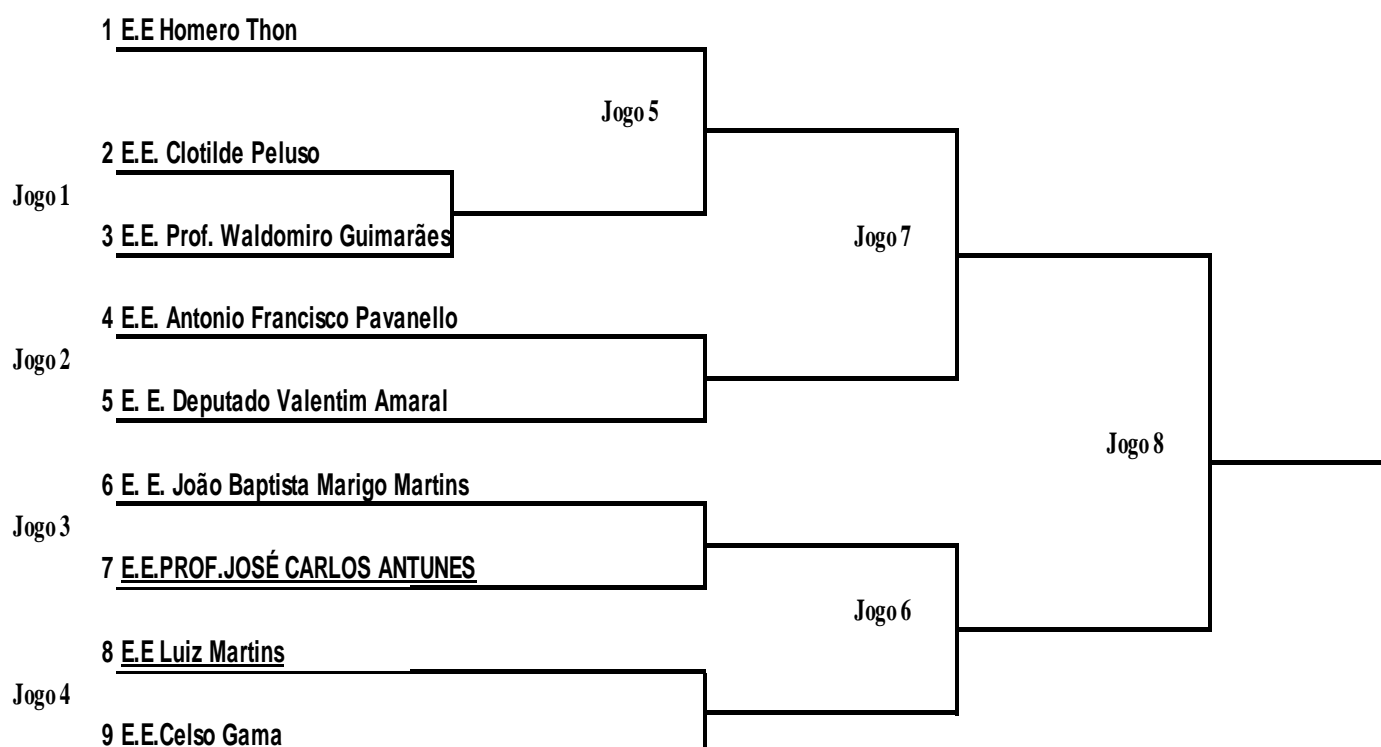 1 E.E Homero Thon
Jogo 5
2 E.E. Clotilde Peluso
Jogo 1
3 E.E. Prof. Waldomiro Guimarães
Jogo 7
4 E.E. Antonio Francisco Pavanello
Jogo 2
5 E. E. Deputado Valentim Amaral
Jogo 8
6 E. E. João Baptista Marigo Martins
Jogo 3
7 E.E.PROF.JOSÉ CARLOS ANTUNES
Jogo 6
8 E.E Luiz Martins
Jogo 4
9 E.E.Celso Gama